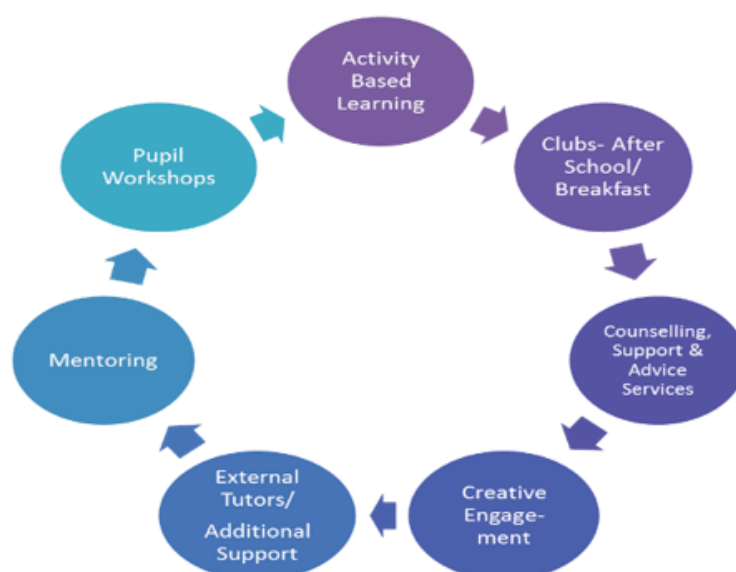 Activity
Based
Learning
Clubs- After
School/
Breakfast
Counselling,
Support &
Advice
Services
Creative
Engage-
ment
External
Tutors/
Additional
Support
Mentoring
Pupil
Workshops